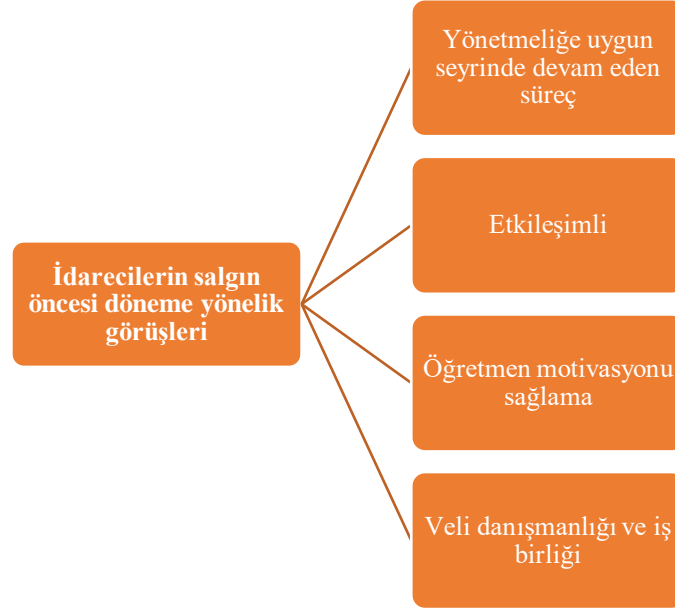 Yönetmeliğe uygun
seyrinde devam eden
süreç
Etkileşimli
İdarecilerin salgın
öncesi döneme yönelik
görüşleri
Öğretmen motivasyonu
sağlama
Veli danışmanlığı ve iş
birliği